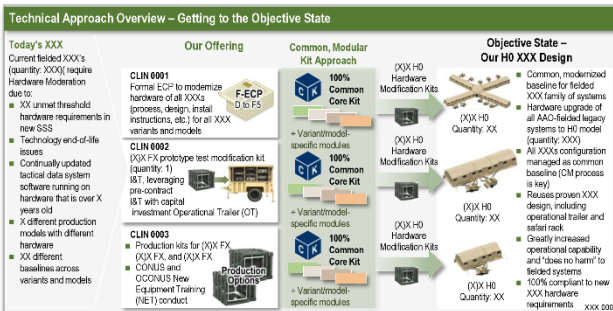 Technical Approach Overview – Getting to the Objective State
Today's XXX
Current fielded XXX's
(quantity: XXX)( require
Hardware Moderation
due to:
XX unmet threshold
hardware requirements in
new SSS
Technology end-of-life
issues
Continually updated
tactical data system
software running on
hardware that is over X
years old
X different production
models with different
hardware
XX different
baselines across
variants and models
Our Offering
CLIN 0001
Formal ECP to modernize
hardware of all XXXs
(process, design, install
instructions, etc.) for all XXX
variants and models
F-ECP
D to F5
CLIN 0002
(X)X FX prototype test modification kit
(quantity: 1)
I&T, leveraging
pre-contract
I&T with capital
investment Operational Trailer (OT)
CLIN 0003
Production kits for (X)X FX,
(X)X FX, and (X)X FX
CONUS and
OCONUS New
Equipment Training
(NET) conduct
Production
Options
Common, Modular
Kit Approach
CK
100%
Common
Core Kit
+ Variant/model-
specific modules
CK
100%
Common
Core Kit
+ Variant/model-
specific modules
CK
100%
Common
Core Kit
+ Variant/model-
specific modules
(X)X H0
Hardware
Modification Kits
(X)X H0
Hardware
Modification Kits
(X)X H0
Hardware
Modification Kits
Objective State –
Our H0 XXX Design
(X)X H0
Quantity: XX
(X)X H0
Quantity: XX
(X)X H0
Quantity: XX
Common, modernized
baseline for fielded
XXX family of systems
Hardware upgrade of
all AAO-fielded legacy
systems to H0 model
(quantity: XXX)
All XXXs configuration
managed as common
baseline (CM process
is key)
Reuses proven XXX
design, including
operational trailer and
safari rack
Greatly increased
operational capability
and "does no harm" to
fielded systems
100% compliant to new
XXX hardware
requirements